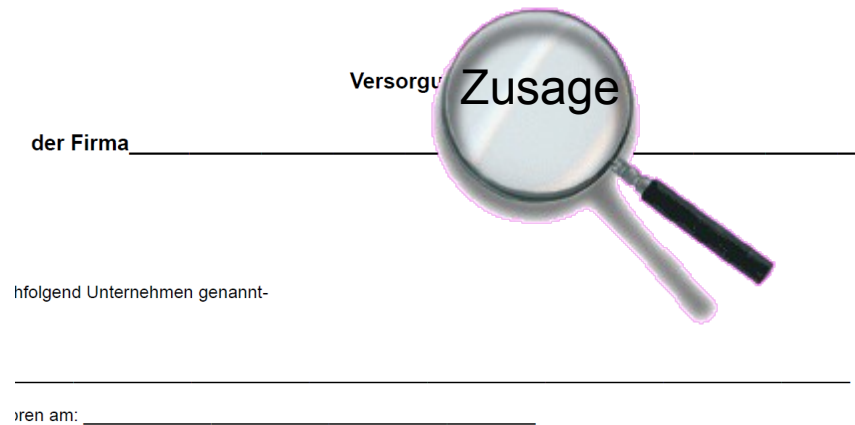 Versorgu Zusage
der Firma
hfolgend Unternehmen genannt-
oren am: